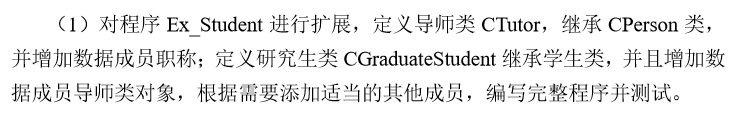 （1）对程序 Ex_Student 进行扩展，定义导师类 CTutor，继承 CPerson 类，
并增加数据成员职称；定义研究生类 CGraduateStudent 继承学生类，并且增加数
据成员导师类对象，根据需要添加适当的其他成员，编写完整程序并测试。